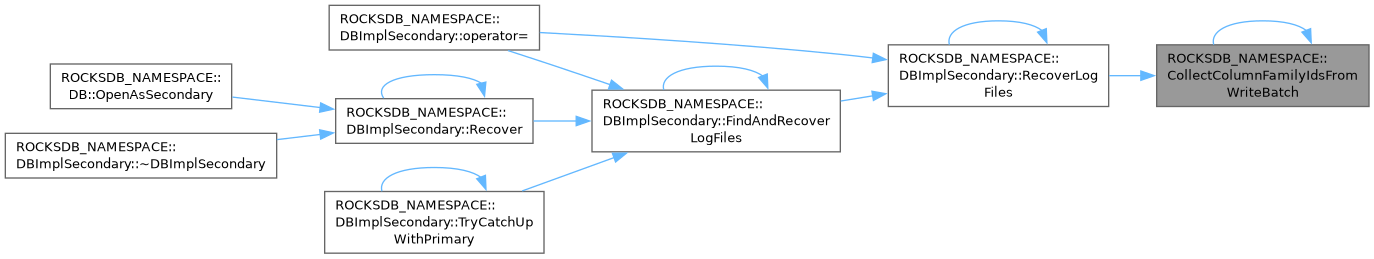 ROCKSDB_NAMESPACE::
DBImplSecondary::operator=
ROCKSDB_NAMESPACE::
DB::OpenAsSecondary
ROCKSDB_NAMESPACE::
DBImplSecondary::~DBImplSecondary
ROCKSDB_NAMESPACE::
DBImplSecondary::Recover
ROCKSDB_NAMESPACE::
DBImplSecondary::TryCatchUp
WithPrimary
ROCKSDB_NAMESPACE::
DBImplSecondary::FindAndRecover
LogFiles
ROCKSDB_NAMESPACE::
DBImplSecondary::RecoverLog
Files
ROCKSDB_NAMESPACE::
CollectColumnFamilyIdsFrom
WriteBatch